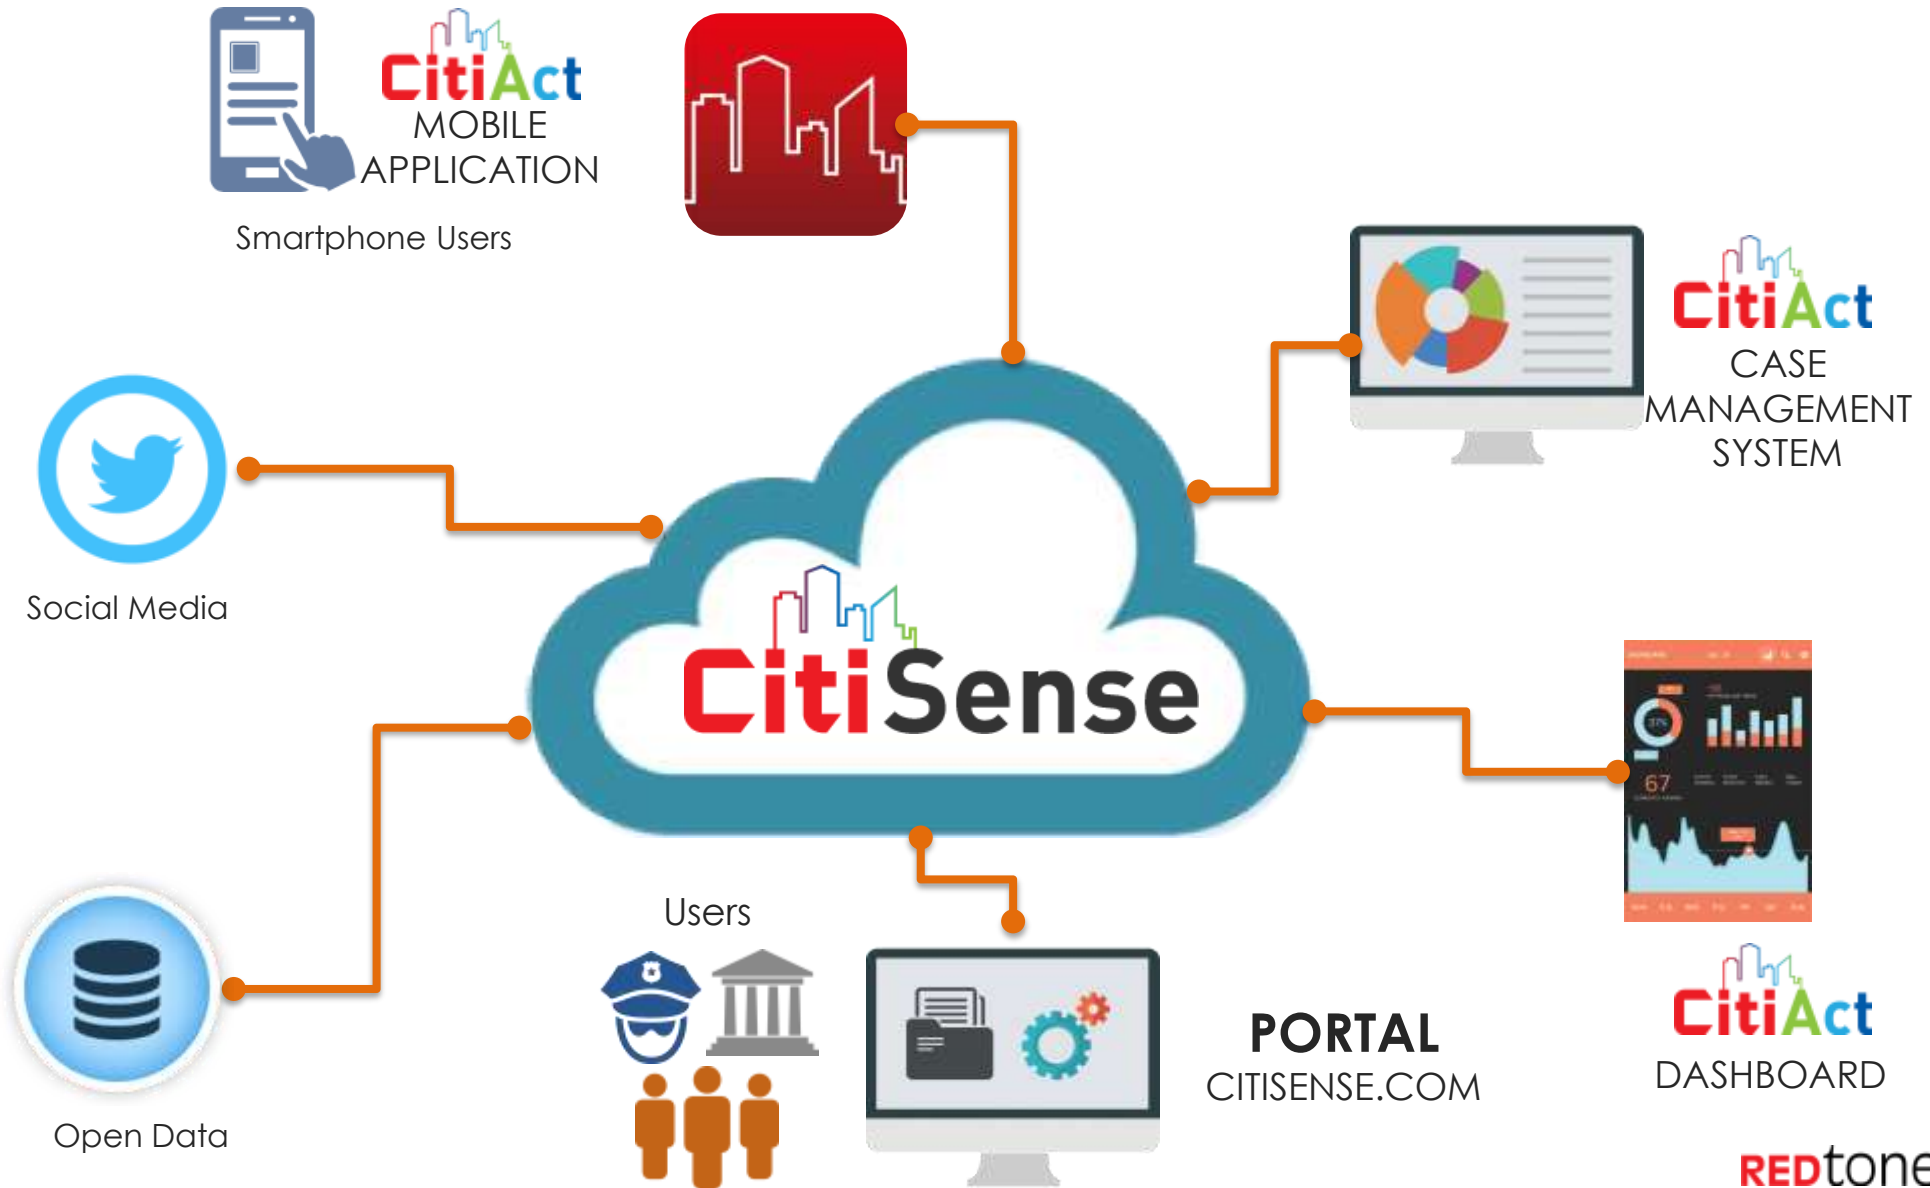 CitiAct
MOBILE
APPLICATION
Smartphone Users
CitiAct
CASE
MANAGEMENT
SYSTEM
Social Media
CitiSense
67
Users
PORTAL
CITISENSE.COM
CitiAct
DASHBOARD
Open Data
REDtone